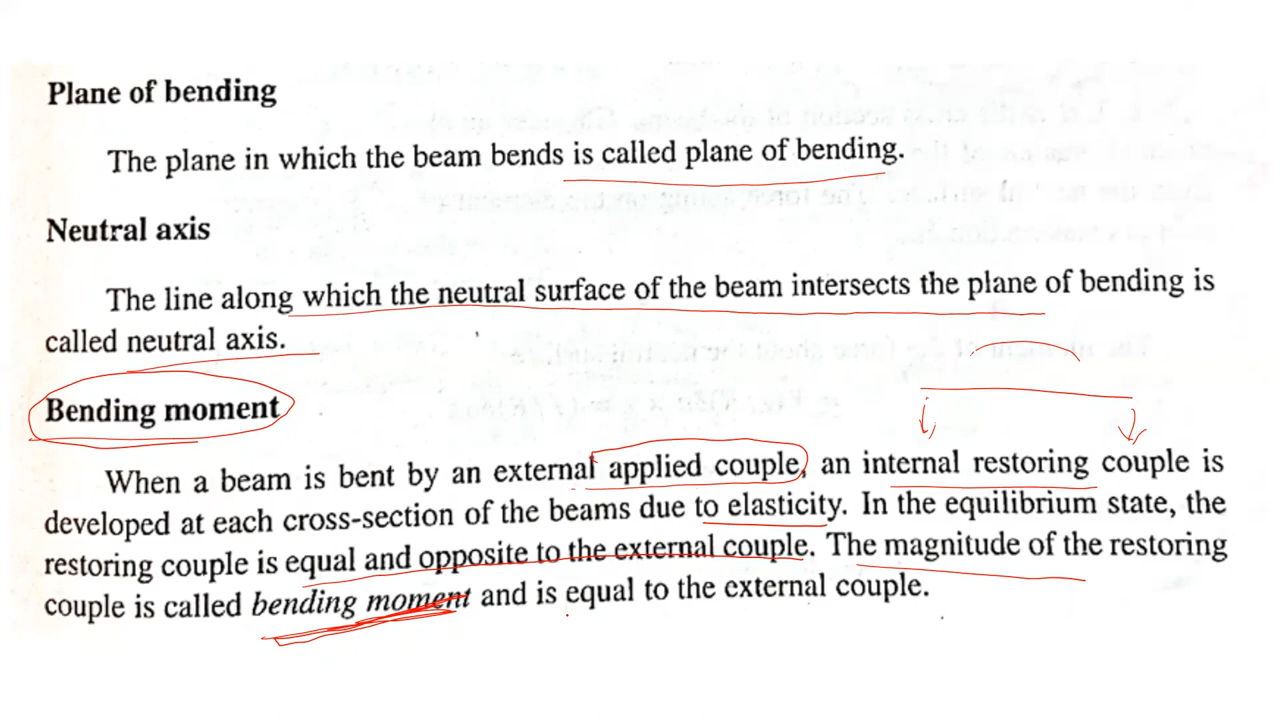 Plane of bending
The plane in which the beam bends is called plane of bending.
Neutral axis
The line along which the neutral surface of the beam intersects the plane of bending is
called neutral axis.
Bending moment
When a beam is bent by an external applied couple, an internal restoring couple is
developed at each cross-section of the beams due to elasticity. In the equilibrium state, the
restoring couple is equal and opposite to the external couple. The magnitude of the restoring
couple is called bending moment and is equal to the external couple.